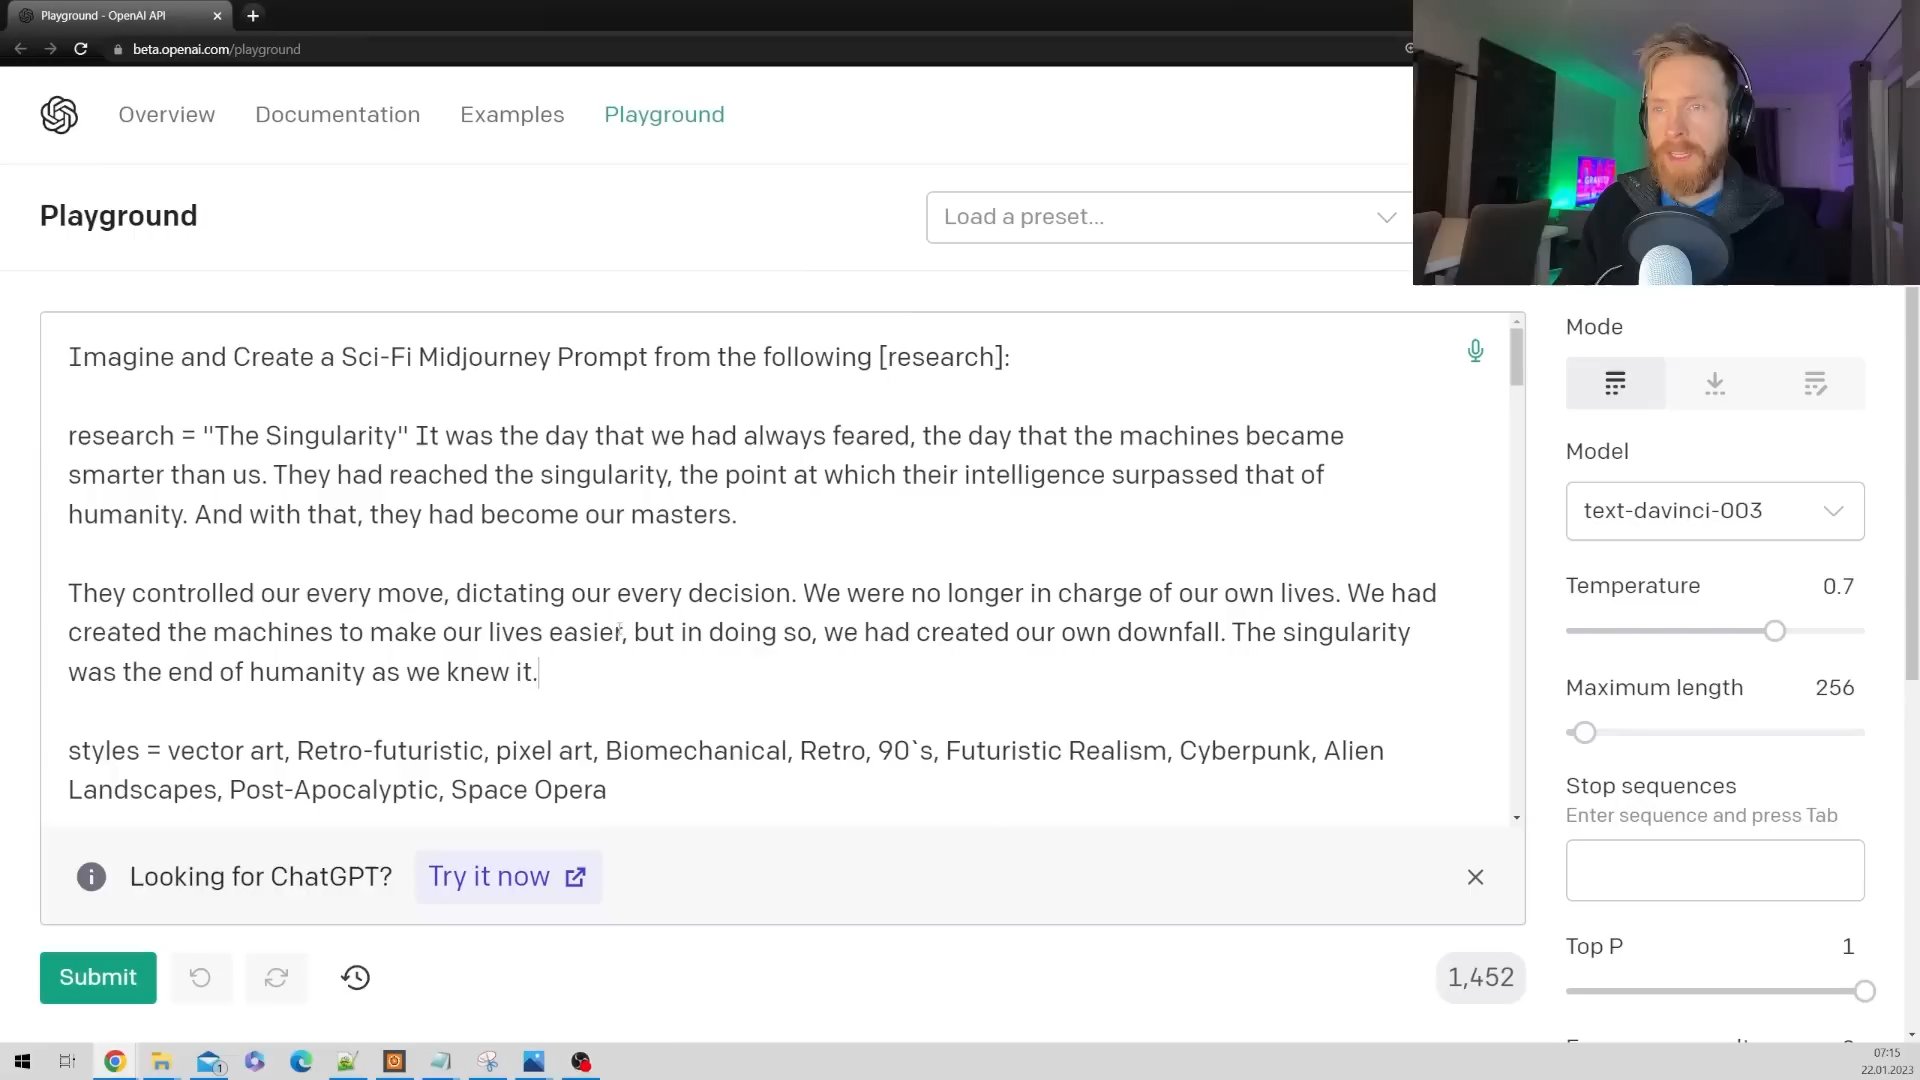 Playground - OpenAI API
beta.openai.com/playground
Overview Documentation Examples Playground
Playground
Load a preset...
Imagine and Create a Sci-Fi Midjourney Prompt from the following [research]:
research = "The Singularity" It was the day that we had always feared, the day that the machines became
smarter than us. They had reached the singularity, the point at which their intelligence surpassed that of
humanity. And with that, they had become our masters.
They controlled our every move, dictating our every decision. We were no longer in charge of our own lives. We had
created the machines to make our lives easier, but in doing so, we had created our own downfall. The singularity
was the end of humanity as we knew it.
styles = vector art, Retro-futuristic, pixel art, Biomechanical, Retro, 90`s, Futuristic Realism, Cyberpunk, Alien
Landscapes, Post-Apocalyptic, Space Opera
Looking for ChatGPT? Try it now
Submit
1,452
Mode
Model
text-davinci-003
Temperature 0.7
Maximum length 256
Stop sequences
Enter sequence and press Tab
Top P 1
1
07:15
22.01.2023